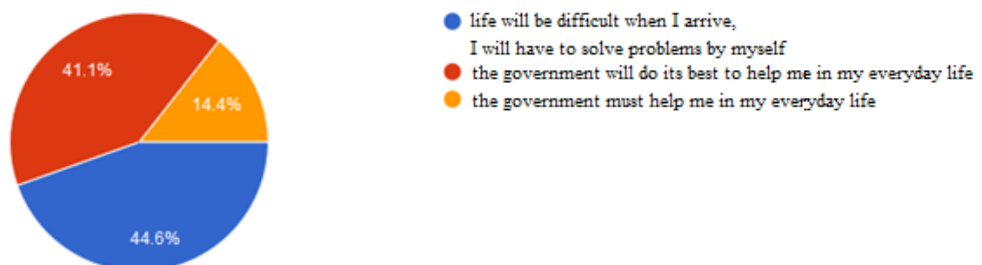 41.1%
14.4%
44.6%
life will be difficult when I arrive,
I will have to solve problems by myself
the government will do its best to help me in my everyday life
the government must help me in my everyday life